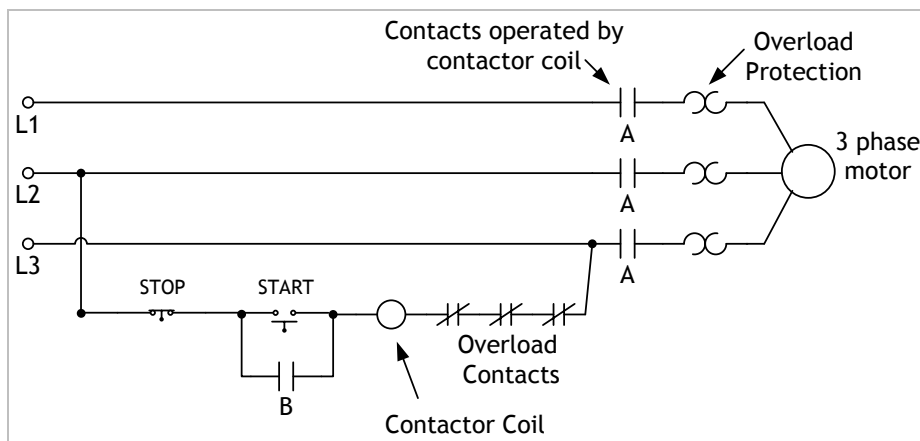 Contacts operated by
contactor coil
Overload
Protection
L1
A
3 phase
motor
L2
A
L3
A
STOP
START
Overload
Contacts
B
Contactor Coil